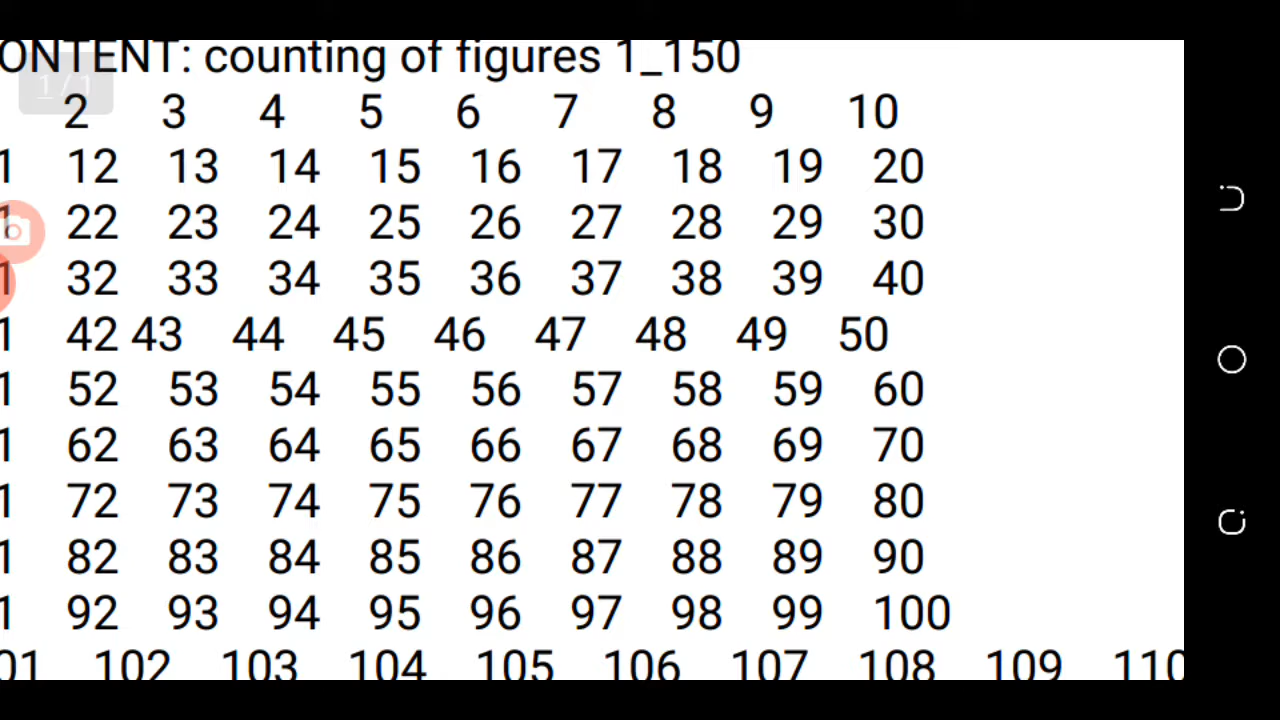 ONTENT: counting of figures 1_150
1/1
2 3 4 5 6 7 8 9 10
1 12 13 14 15 16 17 18 19 20
1 22 23 24 25 26 27 28 29 30
1 32 33 34 35 36 37 38 39 40
1 42 43 44 45 46 47 48 49 50
1 52 53 54 55 56 57 58 59 60
1 62 63 64 65 66 67 68 69 70
1 72 73 74 75 76 77 78 79 80
1 82 83 84 85 86 87 88 89 90
1 92 93 94 95 96 97 98 99 100
01 102 103 104 105 106 107 108 109 110